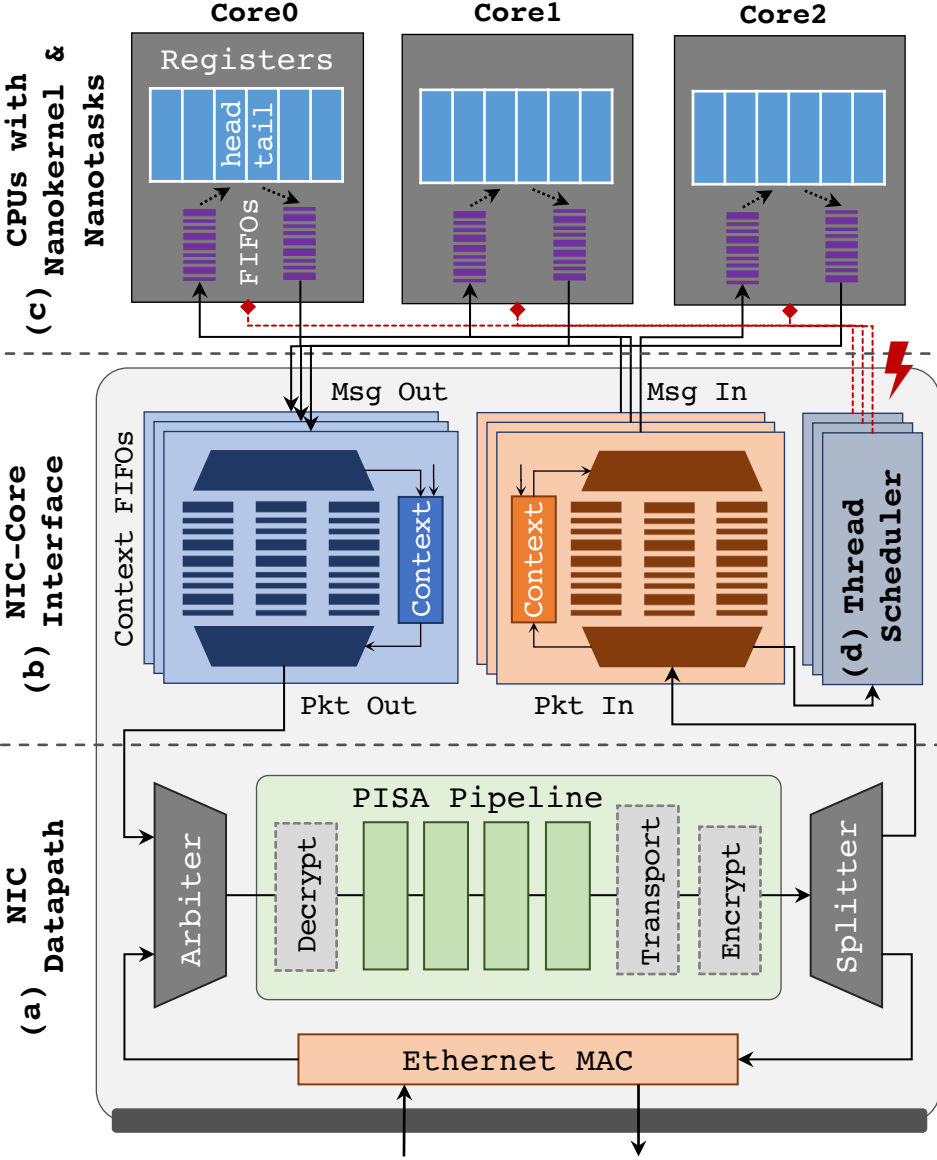 Core0
Core1
Core2
(c) CPUs with
Nanokernel &
Nanotasks
Registers
head
tail
FIFOs
Msg Out
Msg In
(b) NIC-Core
Interface
Context FIFOs
Context
Context
(d) Thread
Scheduler
Pkt Out
Pkt In
(a) NIC
Datapath
PISA Pipeline
Arbiter
Decrypt
Transport
Encrypt
Splitter
Ethernet MAC